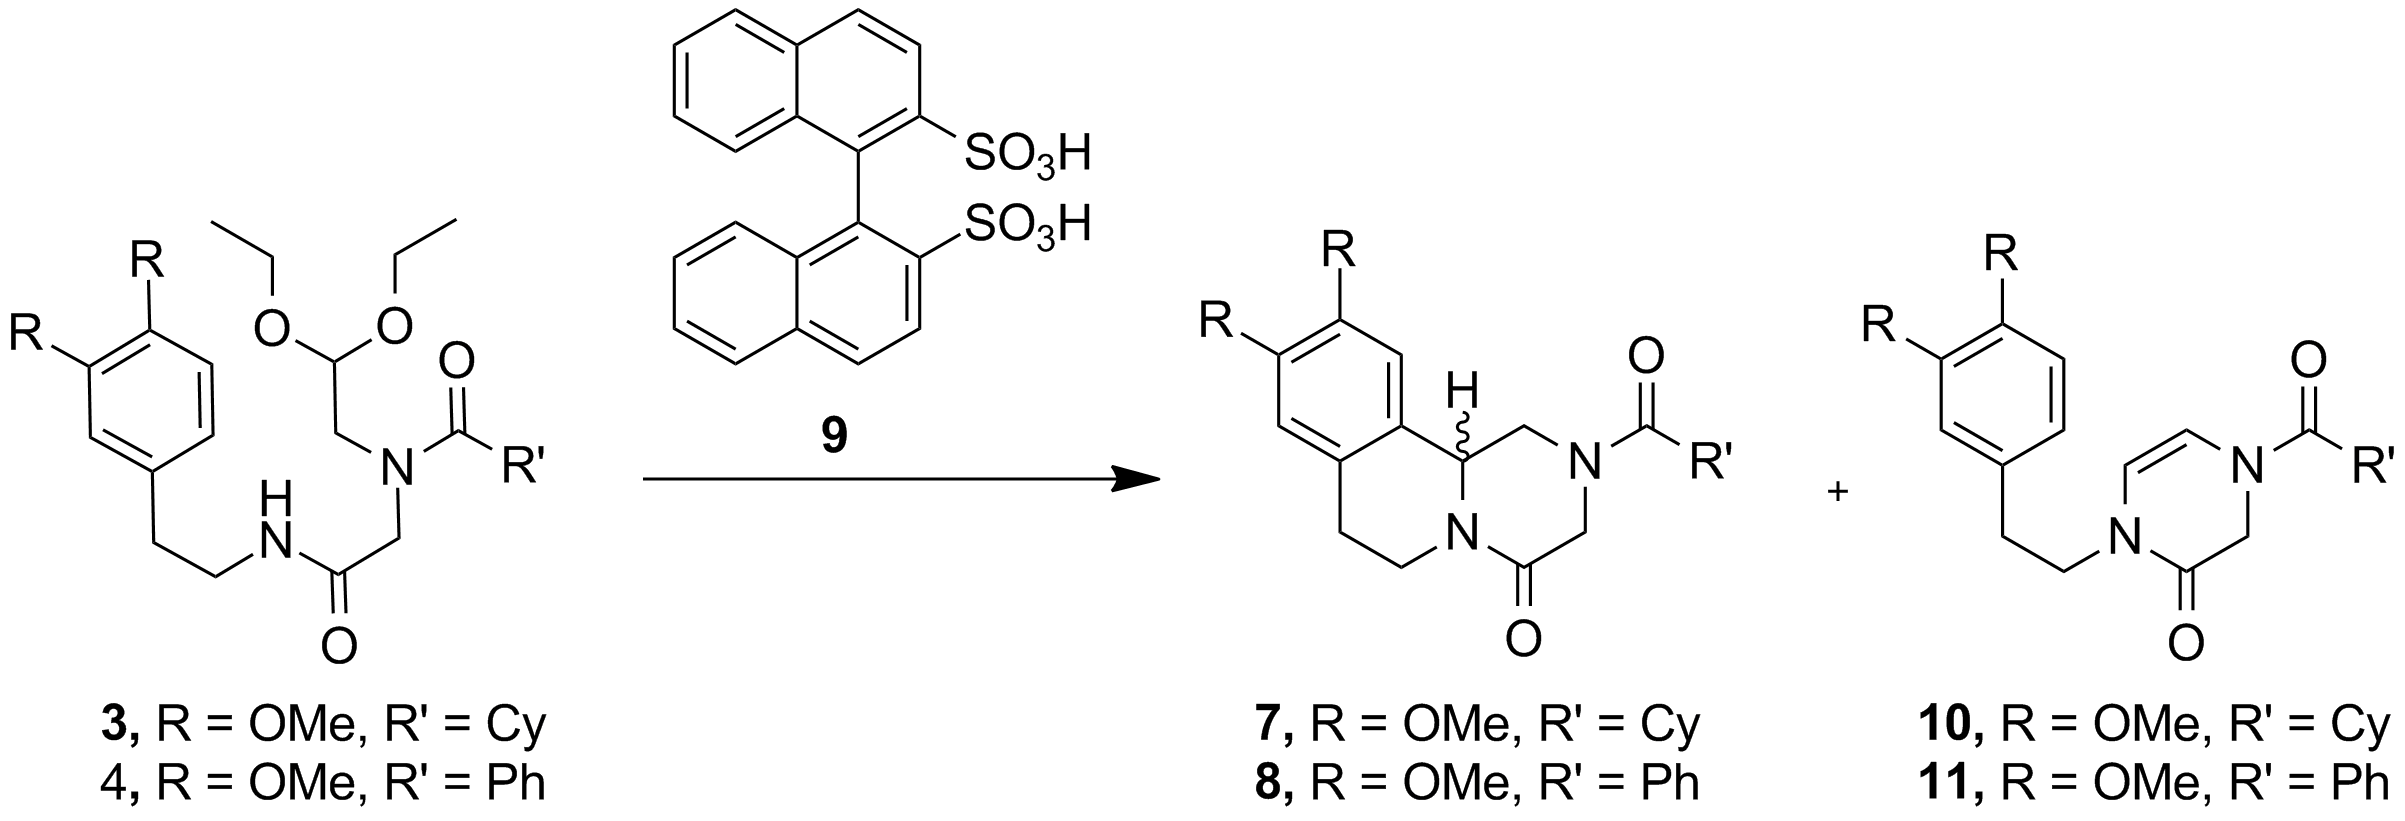 SO3H
SO3H
9
R
R
O
O
O
N
R'
H
N
O
R
R
H
O
N
R'
N
O
+
R
R
O
N
R'
N
O
3, R = OMe, R' = Cy
4, R = OMe, R' = Ph
7, R = OMe, R' = Cy
8, R = OMe, R' = Ph
10, R = OMe, R' = Cy
11, R = OMe, R' = Ph